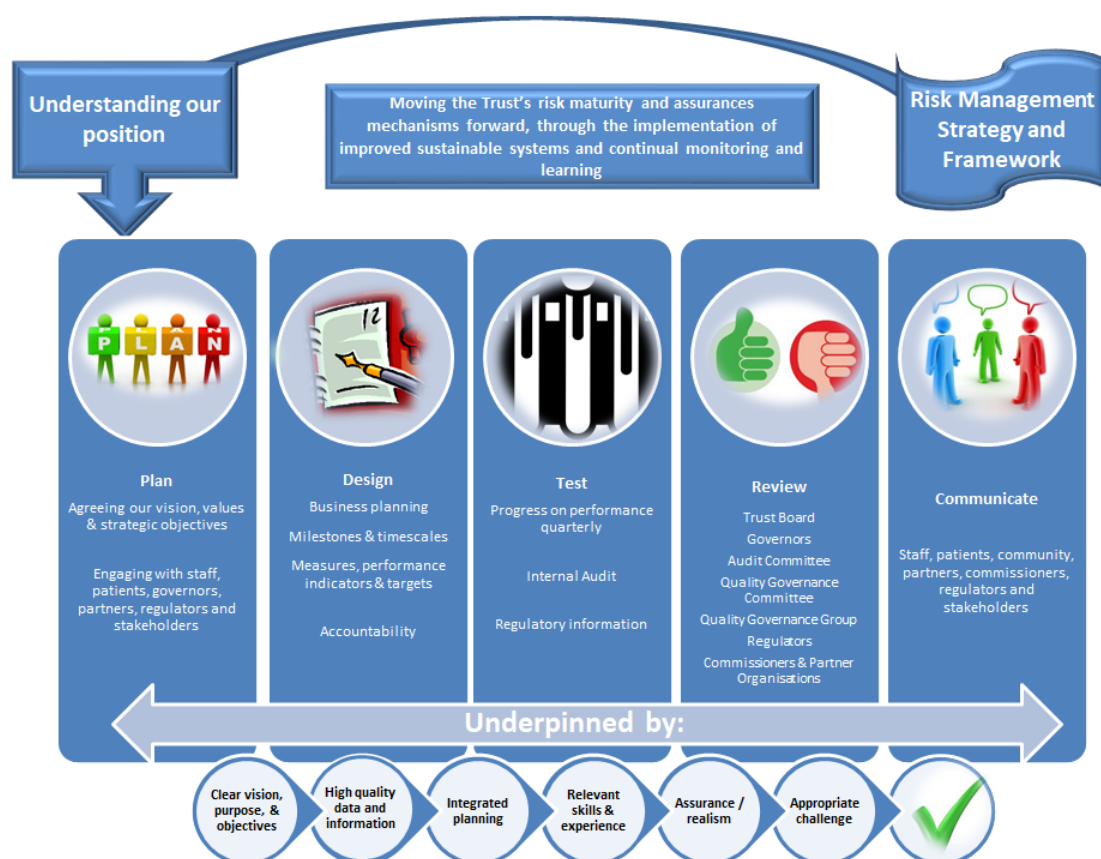 Understanding our
position
Moving the Trust's risk maturity and assurances
mechanisms forward, through the implementation of
improved sustainable systems and continual monitoring and
learning
Risk Management
Strategy and
Framework
PLAN
Plan
Agreeing our vision, values
& strategic objectives
Engaging with staff,
patients, governors,
partners, regulators and
stakeholders
12
Design
Business planning
Milestones & timescales
Measures, performance
indicators & targets
Accountability
Test
Progress on performance
quarterly
Internal Audit
Regulatory information
Review
Trust Board
Governors
Audit Committee
Quality Governance
Committee
Quality Governance Group
Regulators
Commissioners & Partner
Organisations
Communicate
Staff, patients, community,
partners, commissioners,
regulators and
stakeholders
Underpinned by:
Clear vision,
purpose, &
objectives
High quality
data and
information
Integrated
planning
Relevant
skills &
experience
Assurance /
realism
Appropriate
challenge